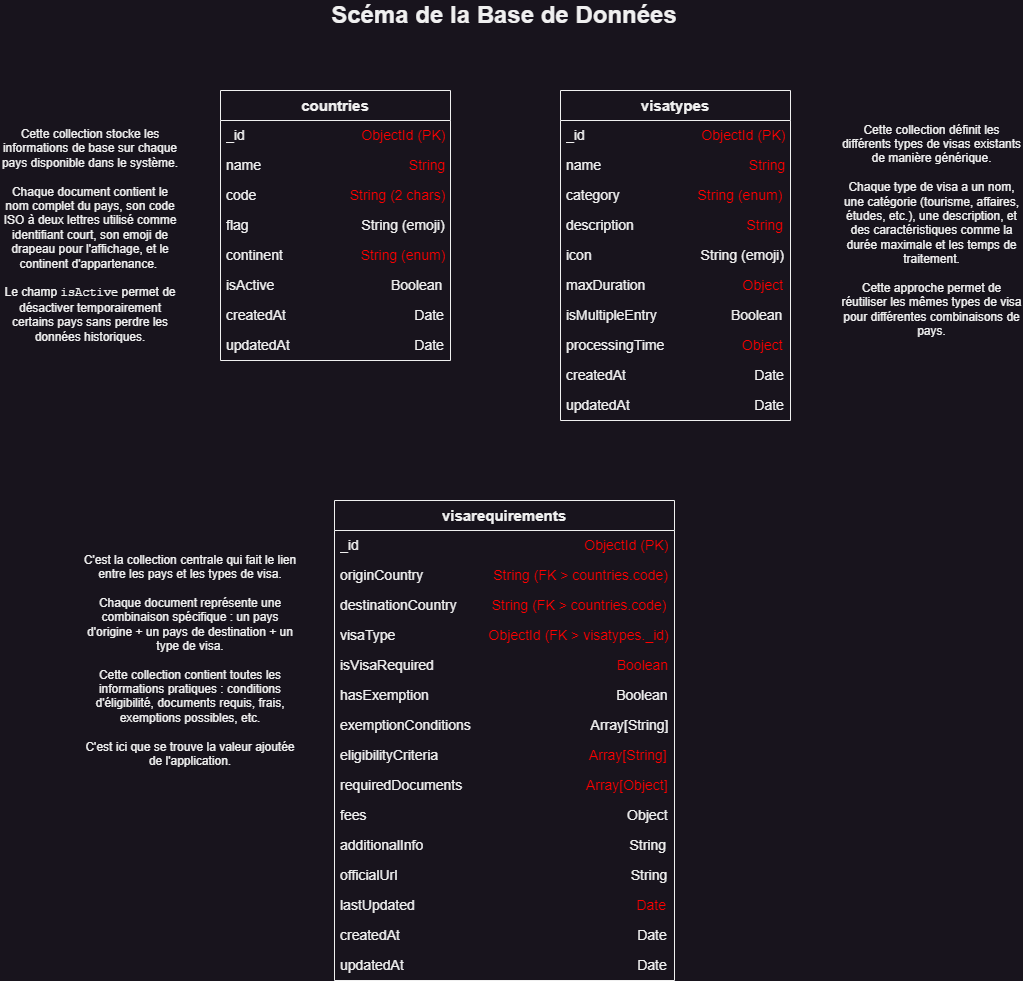 Scéma de la Base de Données
Cette collection stocke les
informations de base sur chaque
pays disponible dans le système.
Chaque document contient le
nom complet du pays, son code
ISO à deux lettres utilisé comme
identifiant court, son emoji de
drapeau pour l'affichage, et le
continent d'appartenance.
Le champ isActive permet de
désactiver temporairement
certains pays sans perdre les
données historiques.
countries
_id ObjectId (PK)
name String
code String (2 chars)
flag String (emoji)
continent String (enum)
isActive Boolean
createdAt Date
updatedAt Date
visatypes
_id ObjectId (PK)
name String
category String (enum)
description String
icon String (emoji)
maxDuration Object
isMultipleEntry Boolean
processingTime Object
createdAt Date
updatedAt Date
Cette collection définit les
différents types de visas existants
de manière générique.
Chaque type de visa a un nom,
une catégorie (tourisme, affaires,
études, etc.), une description, et
des caractéristiques comme la
durée maximale et les temps de
traitement.
Cette approche permet de
réutiliser les mêmes types de visa
pour différentes combinaisons de
pays.
C'est la collection centrale qui fait le lien
entre les pays et les types de visa.
Chaque document représente une
combinaison spécifique : un pays
d'origine + un pays de destination + un
type de visa.
Cette collection contient toutes les
informations pratiques : conditions
d'éligibilité, documents requis, frais,
exemptions possibles, etc.
C'est ici que se trouve la valeur ajoutée
de l'application.
visarequirements
_id ObjectId (PK)
originCountry String (FK > countries.code)
destinationCountry String (FK > countries.code)
visaType ObjectId (FK > visatypes._id)
isVisaRequired Boolean
hasExemption Boolean
exemptionConditions Array[String]
eligibilityCriteria Array[String]
requiredDocuments Array[Object]
fees Object
additionalInfo String
officialUrl String
lastUpdated Date
createdAt Date
updatedAt Date